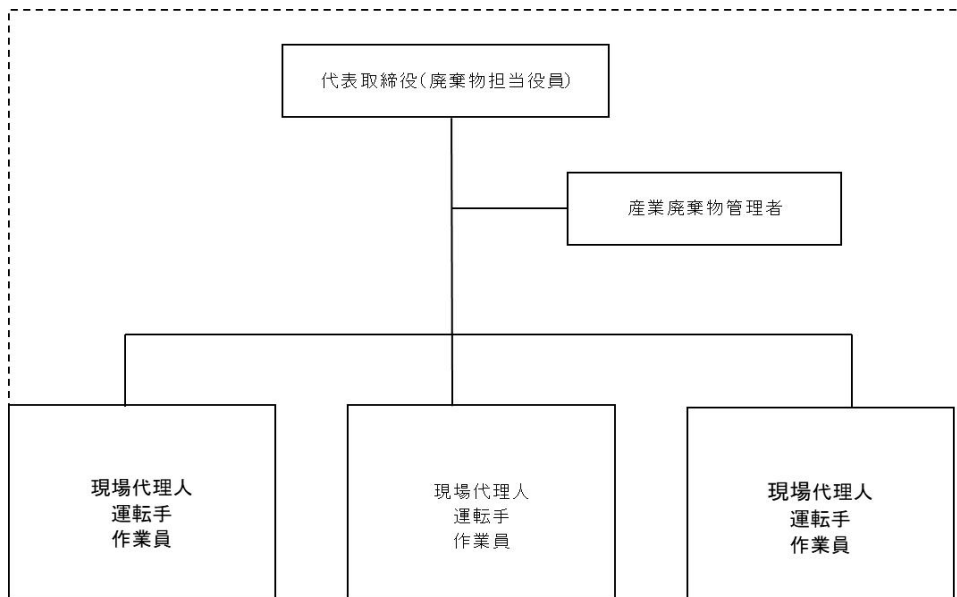 代表取締役(廃棄物担当役員)
産業廃棄物管理者
現場代理人
運転手
作業員
現場代理人
運転手
作業員
現場代理人
運転手
作業員